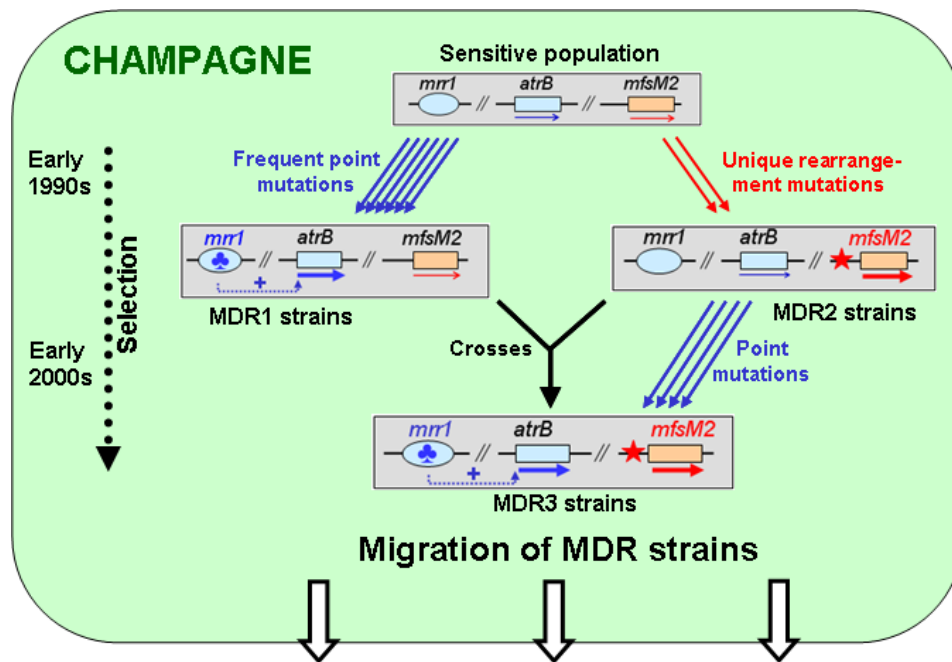 CHAMPAGNE
Sensitive population
mrr1 // atrB // mfsM2
Early
1990s
Frequent point
mutations
Unique rearrange-
ment mutations
mrr1 // atrB // mfsM2
+
MDR1 strains
mrr1 // atrB // mfsM2
MDR2 strains
Selection
Early
2000s
Crosses
Point
mutations
mrr1 // atrB // mfsM2
+
MDR3 strains
Migration of MDR strains